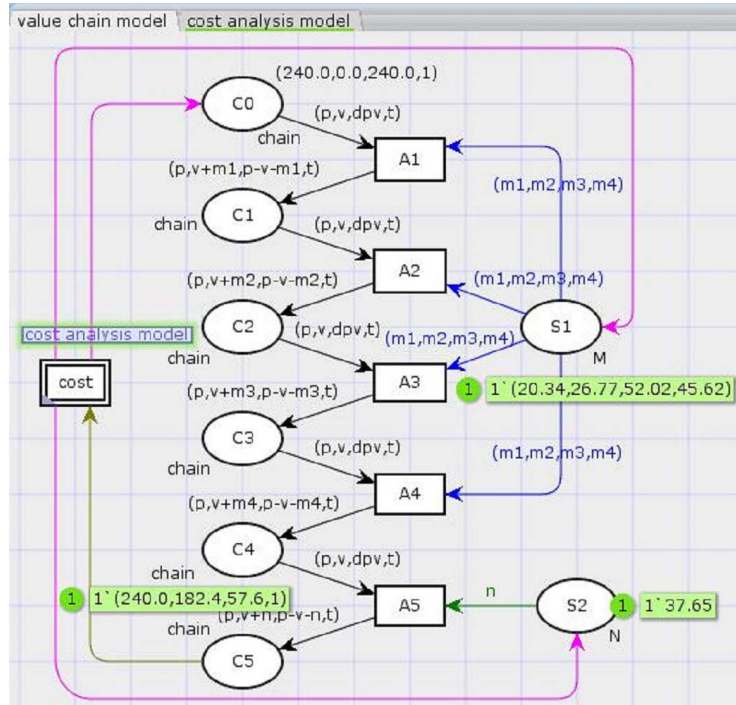 value chain model cost analysis model
(240.0,0.0,240.0,1)
C0
(p,v,dpv,t)
chain
A1
(p,v+m1,p-v-m1,t)
(m1,m2,m3,m4)
C1
chain
(p,v,dpv,t)
A2
(p,v+m2,p-v-m2,t)
(m1,m2,m3,m4)
C2
cost analysis model
(p,v,dpv,t)
(m1,m2,m3,m4)
S1
chain
M
cost
A3
(p,v+m3,p-v-m3,t)
1 1`(20.34,26.77,52.02,45.62)
C3
chain
(p,v,dpv,t)
(m1,m2,m3,m4)
A4
(p,v+m4,p-v-m4,t)
C4
chain
(p,v,dpv,t)
n
1 1`(240.0,182.4,57.6,1)
A5
S2
1 1`37.65
(p,v+n,p-v-n,t)
chain
N
C5